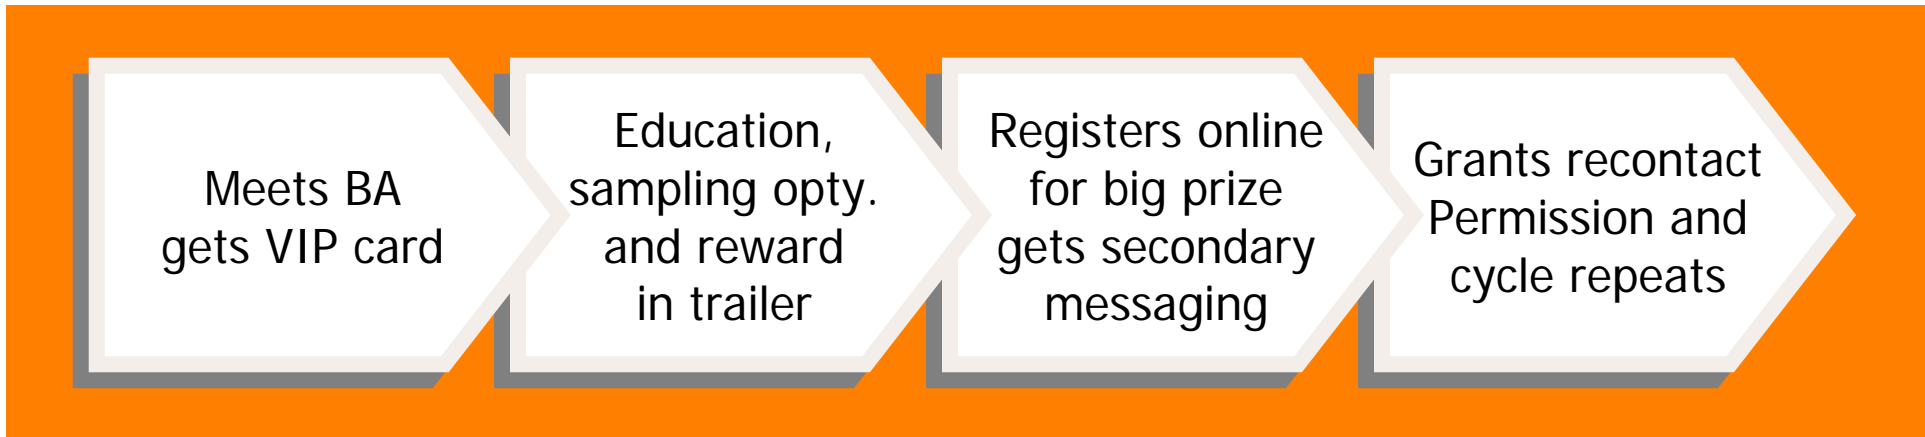 Meets BA
gets VIP card
Education,
sampling opty.
and reward
in trailer
Registers online
for big prize
gets secondary
messaging
Grants recontact
Permission and
cycle repeats